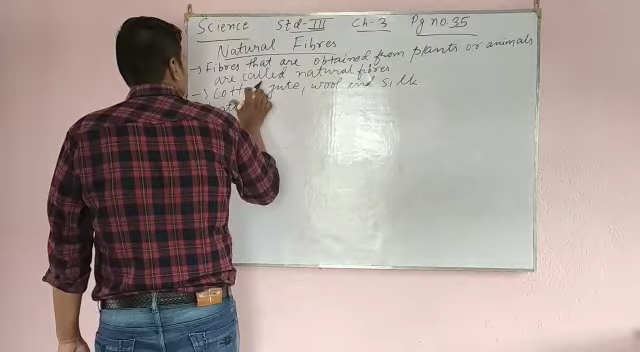 Science Std-III Ch-3 Pg no. 35
Natural Fibres
→ Fibres that are obtained from plants or animals
are called natural fibres
→ jute, wool and silk